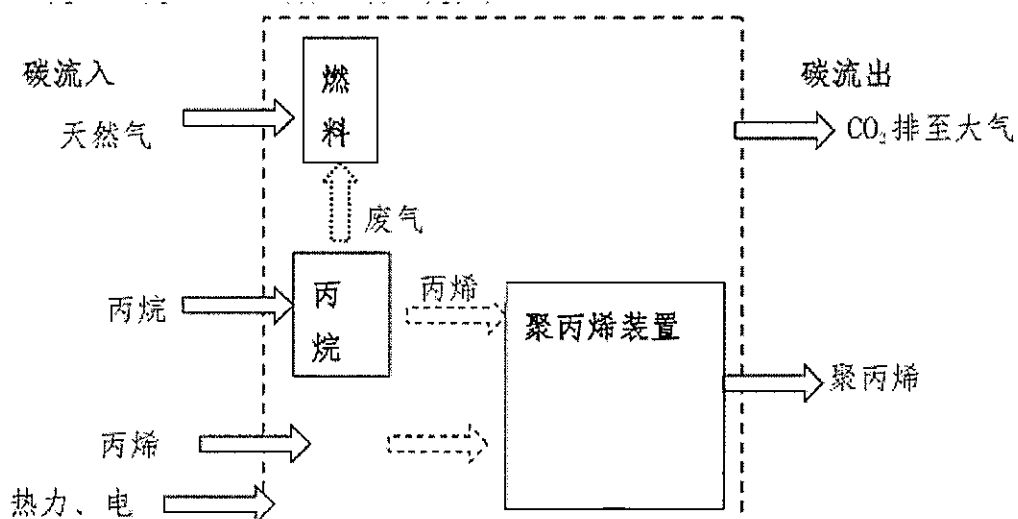 碳流入
天然气
燃
料
碳流出
CO₂排至大气
废气
丙烷
丙
烷
丙烯
聚丙烯装置
聚丙烯
丙烯
热力、电